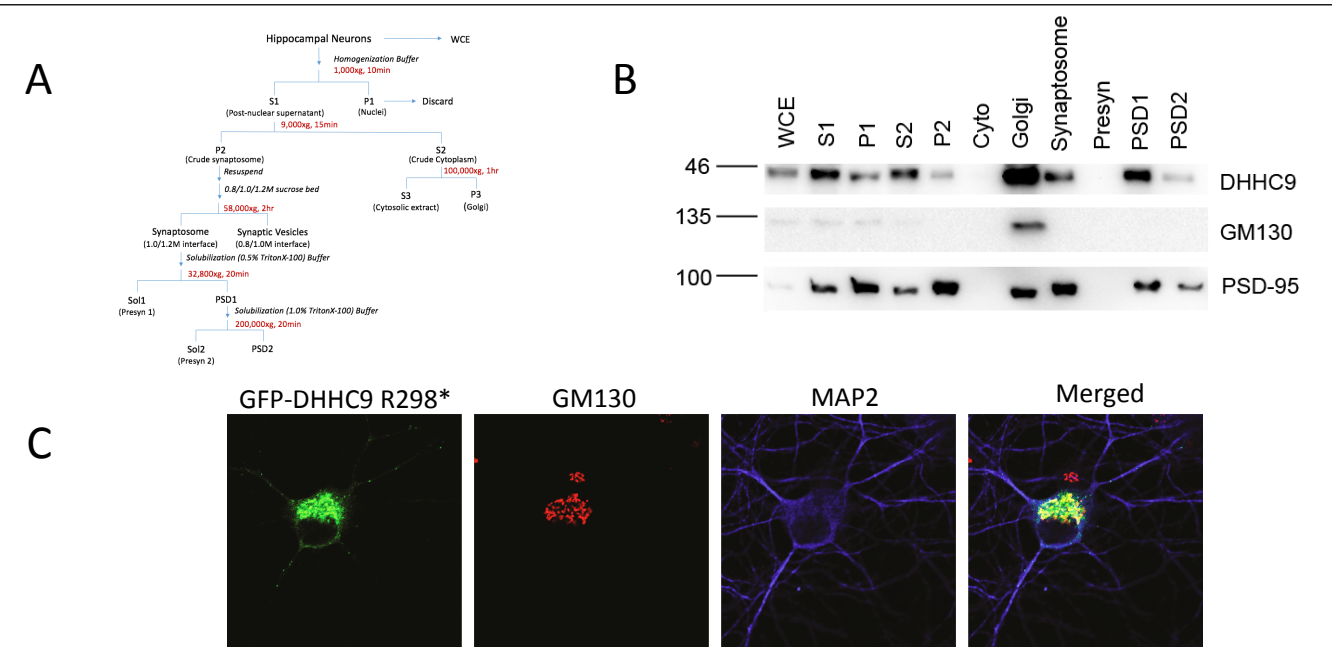 A
Hippocampal Neurons
WCE
Homogenization Buffer
1,000xg, 10min
S1
(Post-nuclear supernatant)
P1
(Nuclei)
Discard
9,000xg, 15min
P2
(Crude synaptosome)
S2
(Crude Cytoplasm)
Resuspend
100,000xg, 1hr
0.8/1.0/1.2M sucrose bed
S3
(Cytosolic extract)
P3
(Golgi)
58,000xg, 2hr
Synaptosome
(1.0/1.2M interface)
Synaptic Vesicles
(0.8/1.0M interface)
Solubilization (0.5% TritonX-100) Buffer
32,800xg, 20min
Sol1
(Presyn 1)
PSD1
Solubilization (1.0% TritonX-100) Buffer
200,000xg, 20min
Sol2
(Presyn 2)
PSD2
B
WCE
S1
P1
S2
P2
Cyto
Golgi
Synaptosome
Presyn
PSD1
PSD2
46
DHHC9
135
GM130
100
PSD-95
C
GFP-DHHC9 R298*
GM130
MAP2
Merged